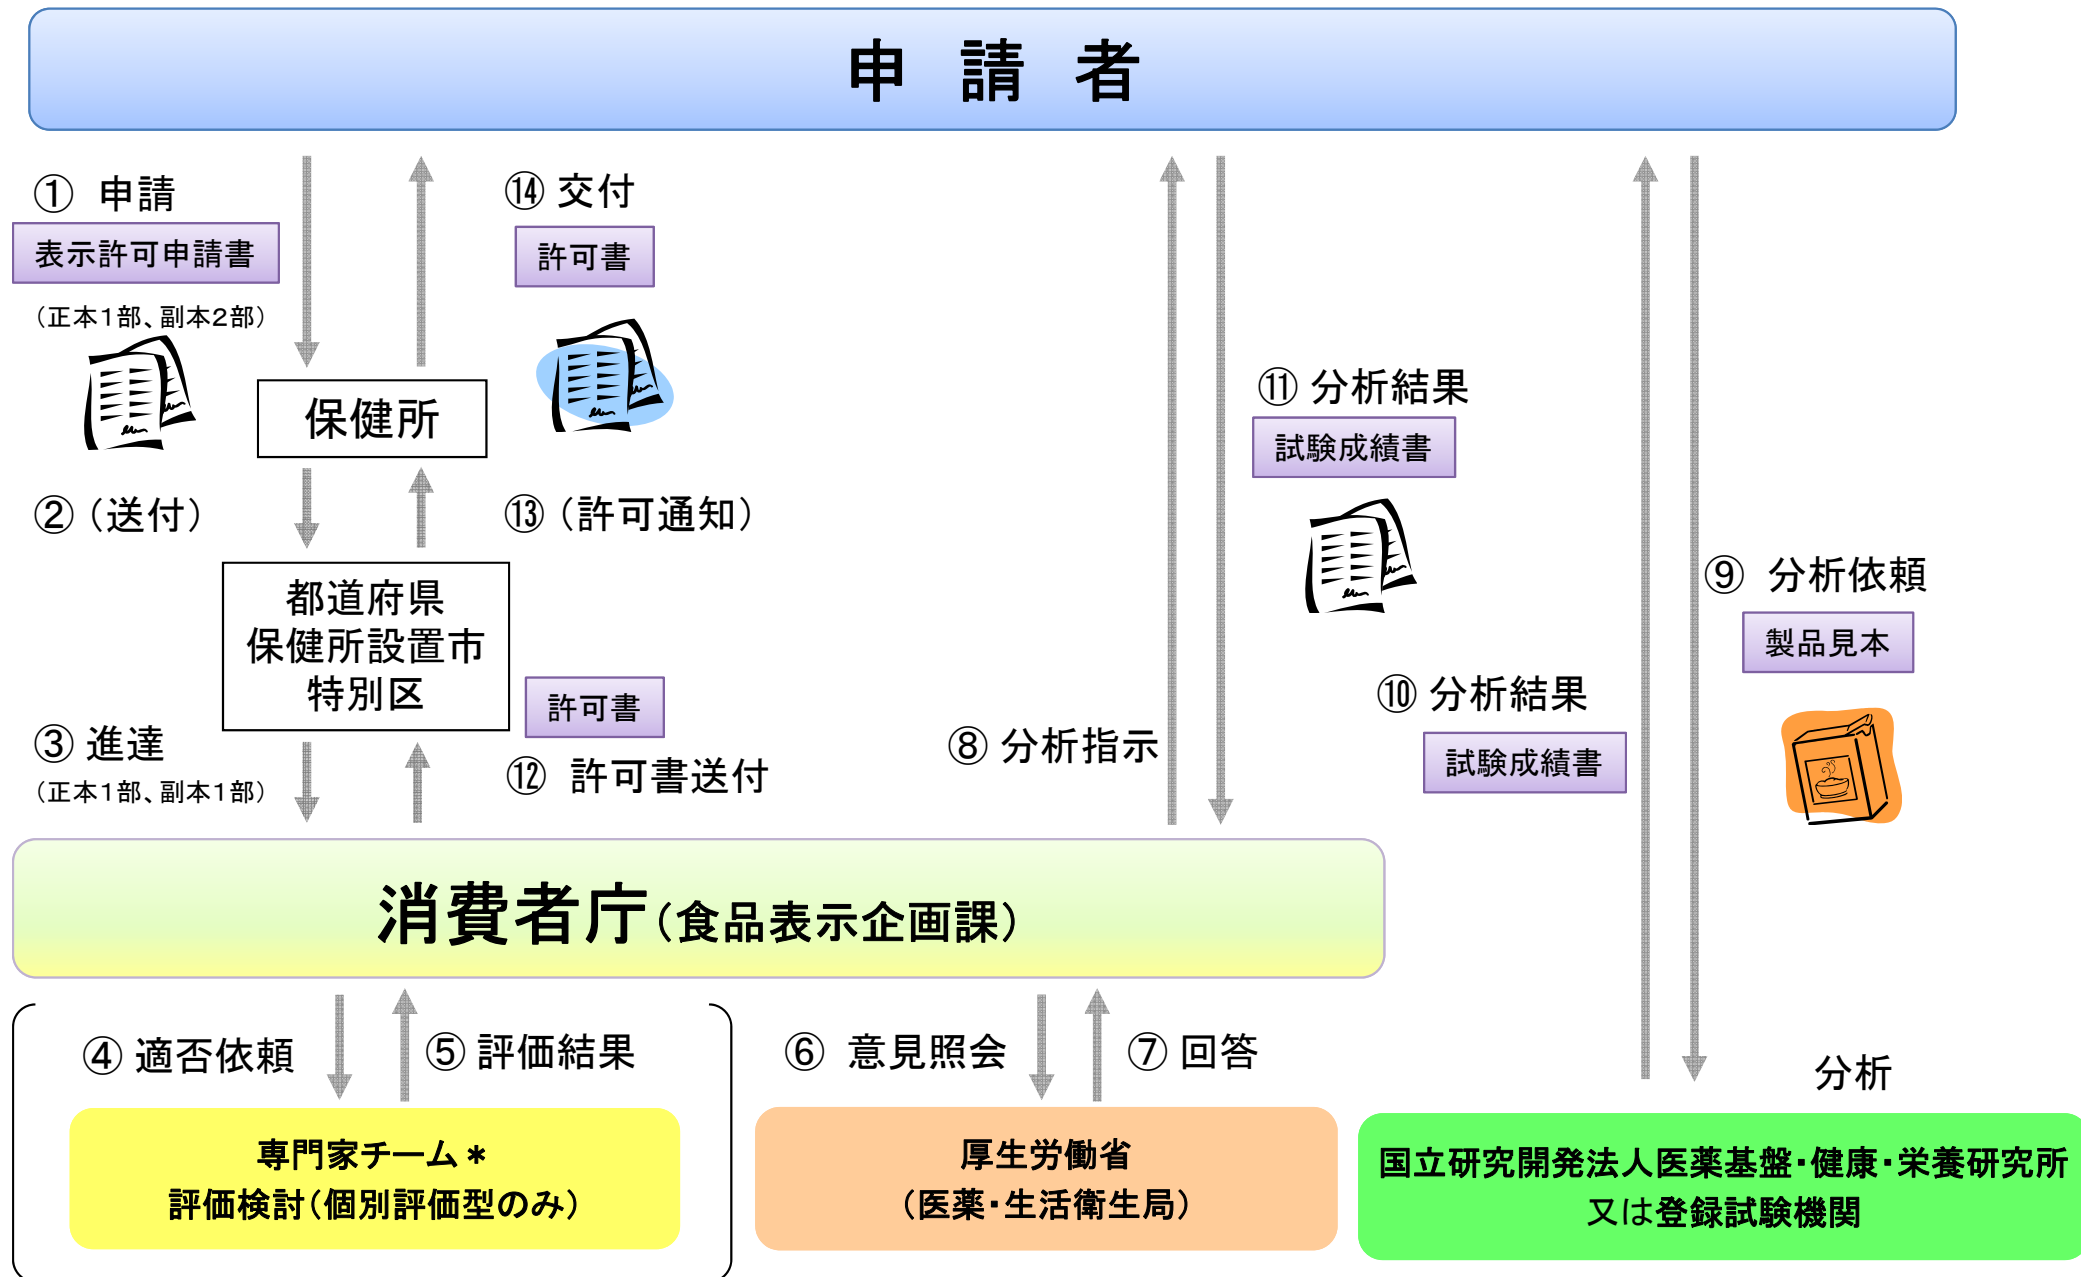 申 請 者
① 申請
表示許可申請書
（正本1部、副本2部）
⑭ 交付
許可書
保健所
② （送付）
⑬ （許可通知）
都道府県
保健所設置市
特別区
③ 進達
（正本1部、副本1部）
許可書
⑫ 許可書送付
⑧ 分析指示
⑪ 分析結果
試験成績書
⑩ 分析結果
試験成績書
⑨ 分析依頼
製品見本
消費者庁（食品表示企画課）
④ 適否依頼
⑤ 評価結果
⑥ 意見照会
⑦ 回答
分析
専門家チーム＊
評価検討（個別評価型のみ）
厚生労働省
（医薬・生活衛生局）
国立研究開発法人医薬基盤・健康・栄養研究所
又は登録試験機関